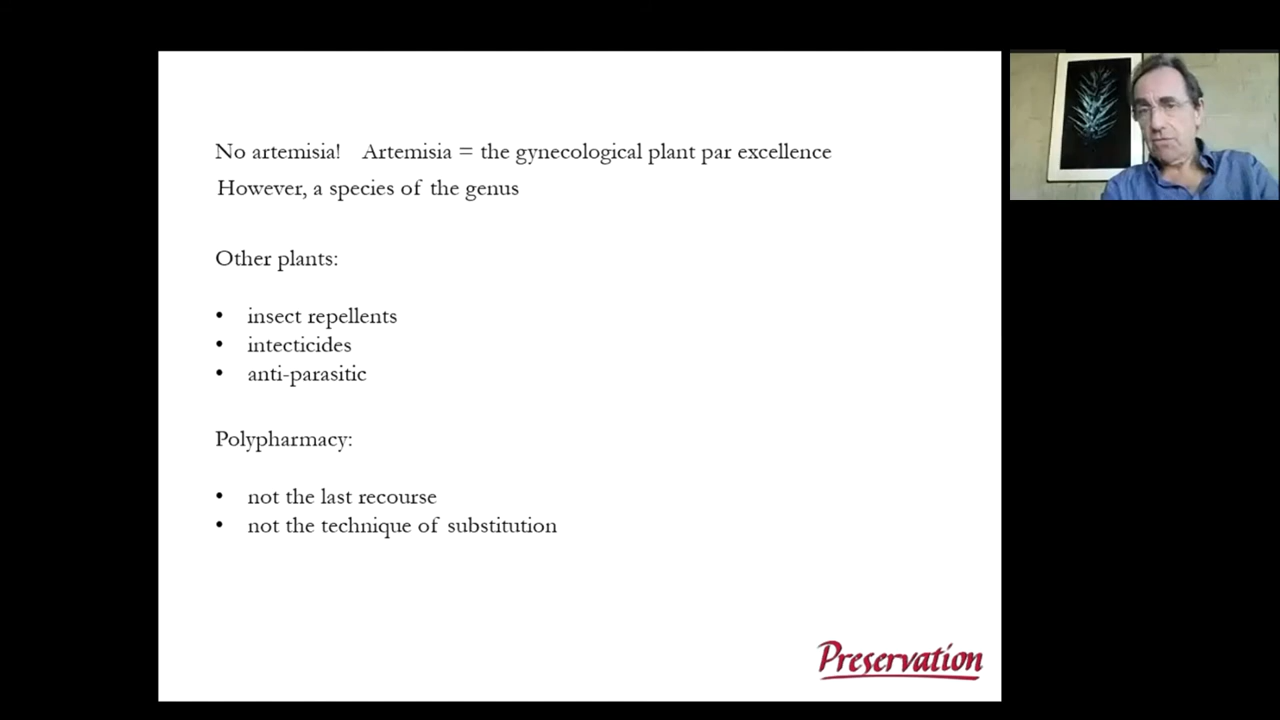 No artemisia! Artemisia = the gynecological plant par excellence
However, a species of the genus
Other plants:
• insect repellents
• intecticides
• anti-parasitic
Polypharmacy:
• not the last recourse
• not the technique of substitution
Preservation